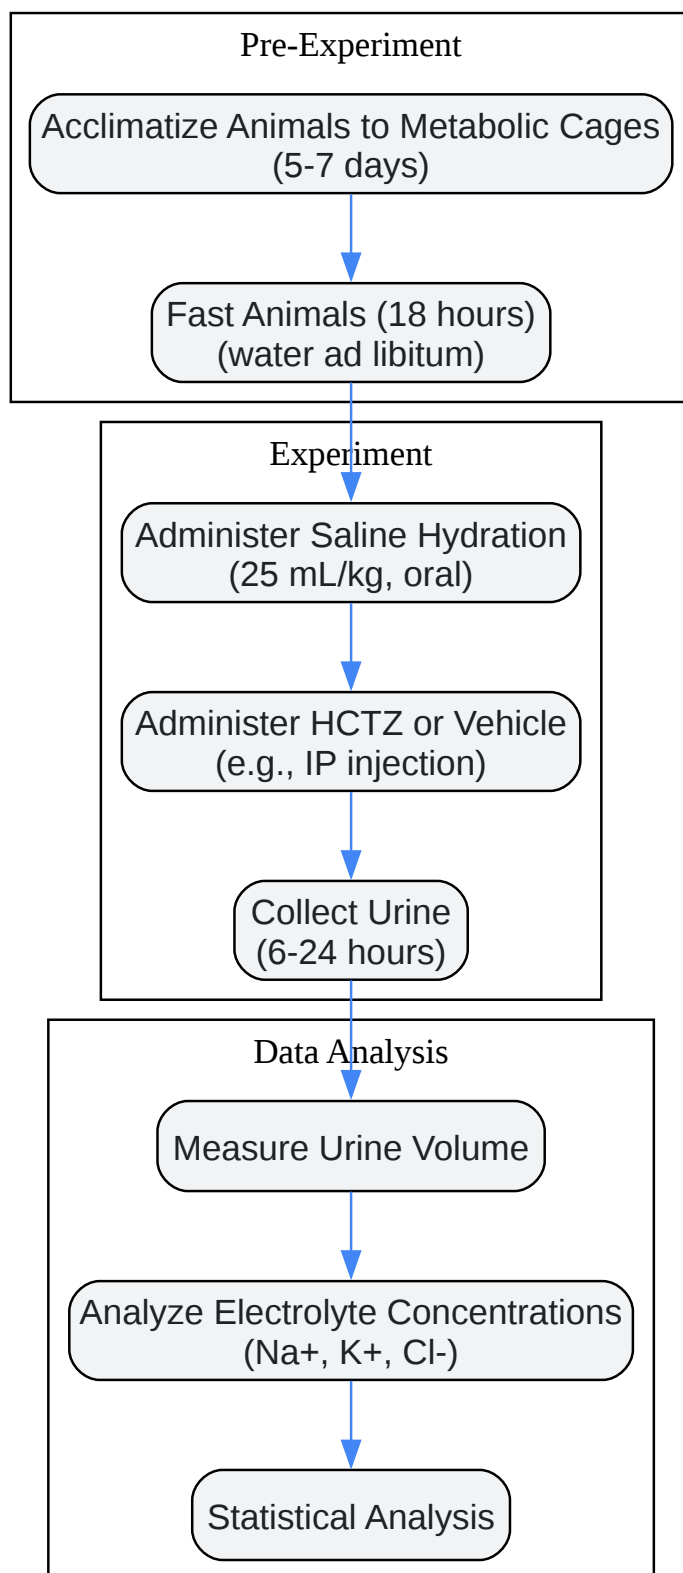 Pre-Experiment
Acclimatize Animals to Metabolic Cages
(5-7 days)
Fast Animals (18 hours)
(water ad libitum)
Experiment
Administer Saline Hydration
(25 mL/kg, oral)
Administer HCTZ or Vehicle
(e.g., IP injection)
Collect Urine
(6-24 hours)
Data Analysis
Measure Urine Volume
Analyze Electrolyte Concentrations
(Na+, K+, Cl-)
Statistical Analysis